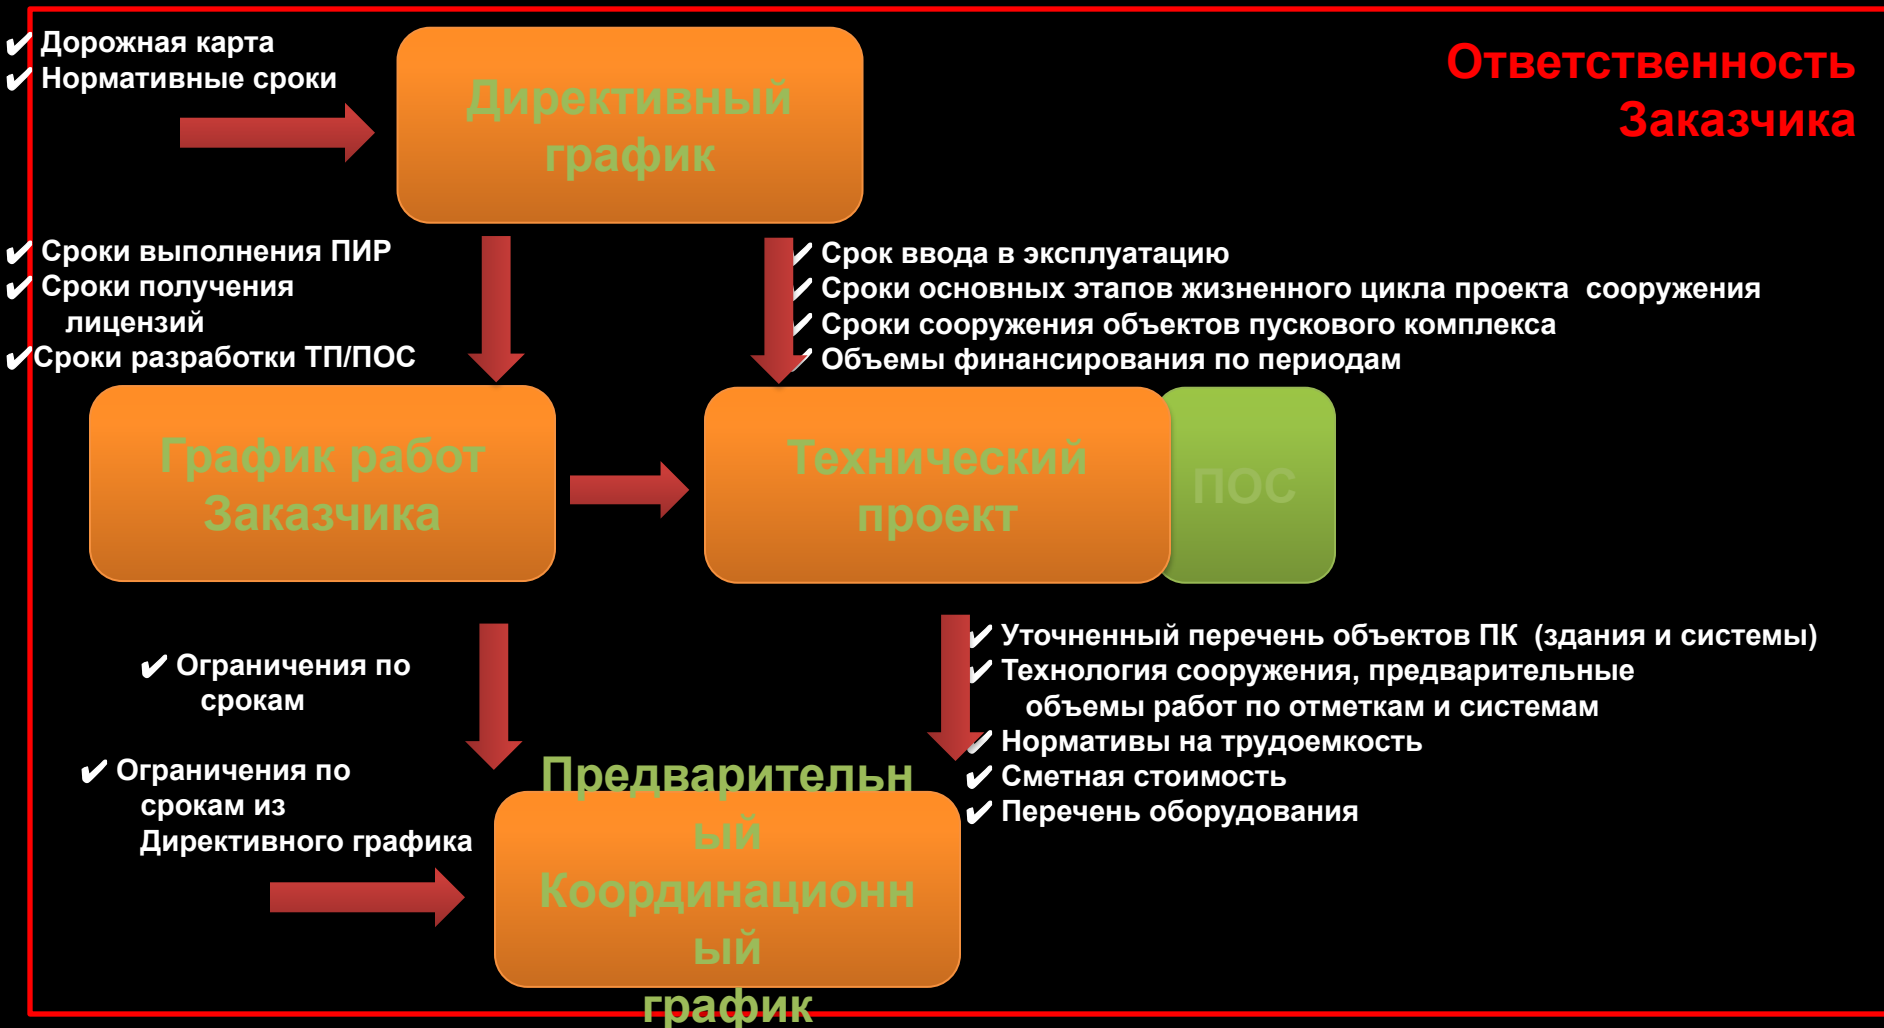 ✔ Дорожная карта
✔ Нормативные сроки
Директивный
график
Ответственность
Заказчика
✔ Сроки выполнения ПИР
✔ Сроки получения
лицензий
✔Сроки разработки ТП/ПОС
✔ Срок ввода в эксплуатацию
✔ Сроки основных этапов жизненного цикла проекта  сооружения
✔ Сроки сооружения объектов пускового комплекса
✔ Объемы финансирования по периодам
График работ
Заказчика
Технический
проект
ПОС
✔ Ограничения по
срокам
✔ Ограничения по
срокам из
Директивного графика
✔ Уточненный перечень объектов ПК  (здания и системы)
✔ Технология сооружения, предварительные
объемы работ по отметкам и системам
✔ Нормативы на трудоемкость
✔ Сметная стоимость
✔ Перечень оборудования
Предварительн
ый
Координационн
ый
график